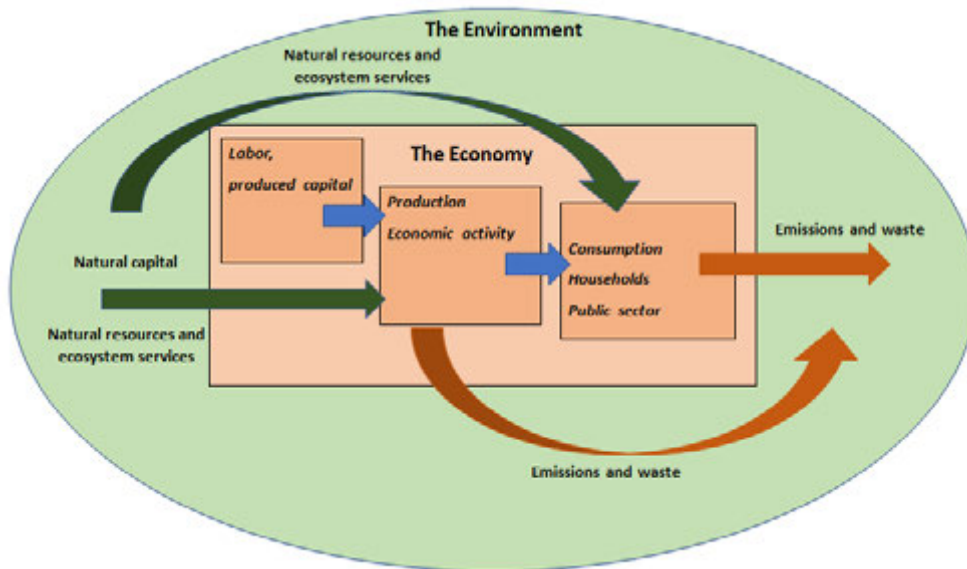 The Environment
Natural resources and
ecosystem services
The Economy
Labor,
produced capital
Production
Economic activity
Consumption
Households
Public sector
Emissions and waste
Natural capital
Natural resources and
ecosystem services
Emissions and waste